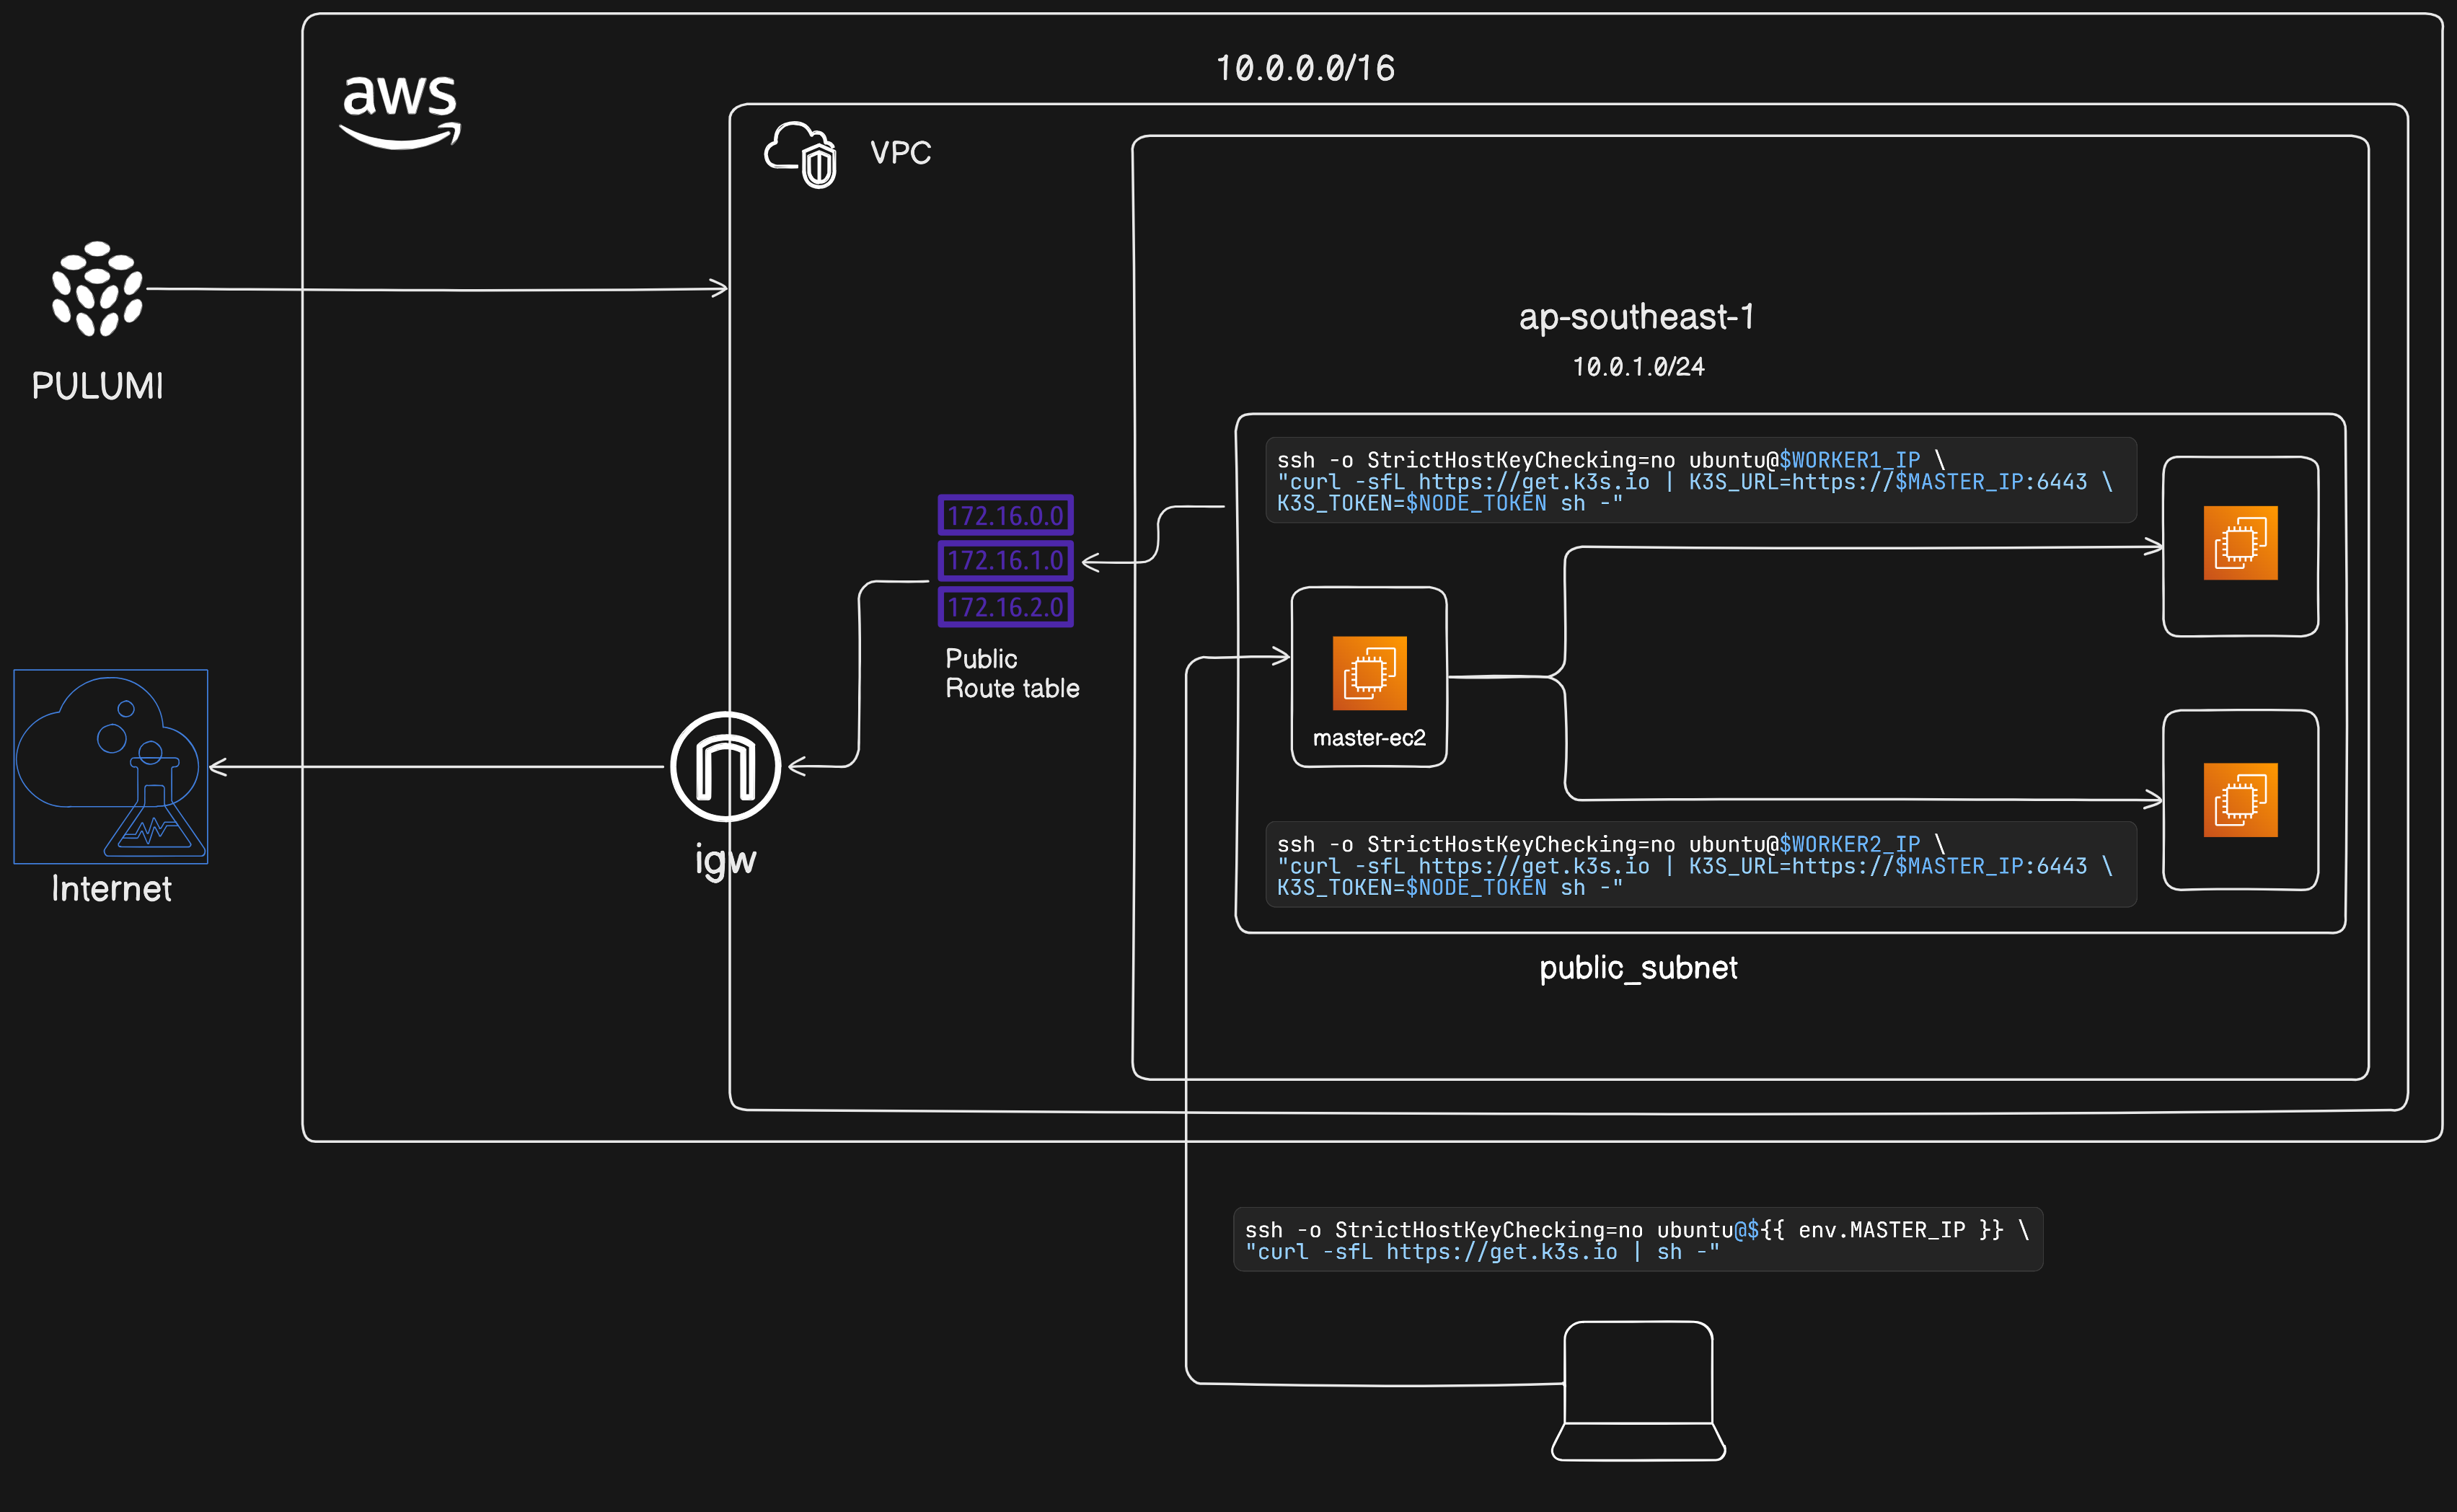 10.0.0.0/16
aws
VPC
PULUMI
ap-southeast-1
10.0.1.0/24
ssh -o StrictHostKeyChecking=no ubuntu@$WORKER1_IP \
"curl -sfL https://get.k3s.io | K3S_URL=https://$MASTER_IP:6443 \
K3S_TOKEN=$NODE_TOKEN sh -"
172.16.0.0
172.16.1.0
172.16.2.0
Public
Route table
master-ec2
igw
Internet
ssh -o StrictHostKeyChecking=no ubuntu@$WORKER2_IP \
"curl -sfL https://get.k3s.io | K3S_URL=https://$MASTER_IP:6443 \
K3S_TOKEN=$NODE_TOKEN sh -"
public_subnet
ssh -o StrictHostKeyChecking=no ubuntu@${{ env.MASTER_IP }} \
"curl -sfL https://get.k3s.io | sh -"